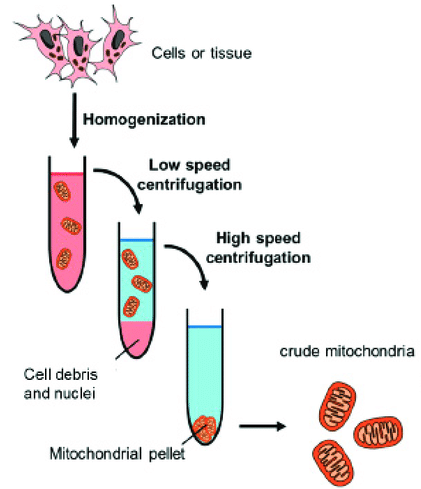 Cells or tissue
Homogenization
Low speed
centrifugation
High speed
centrifugation
Cell debris
and nuclei
crude mitochondria
Mitochondrial pellet